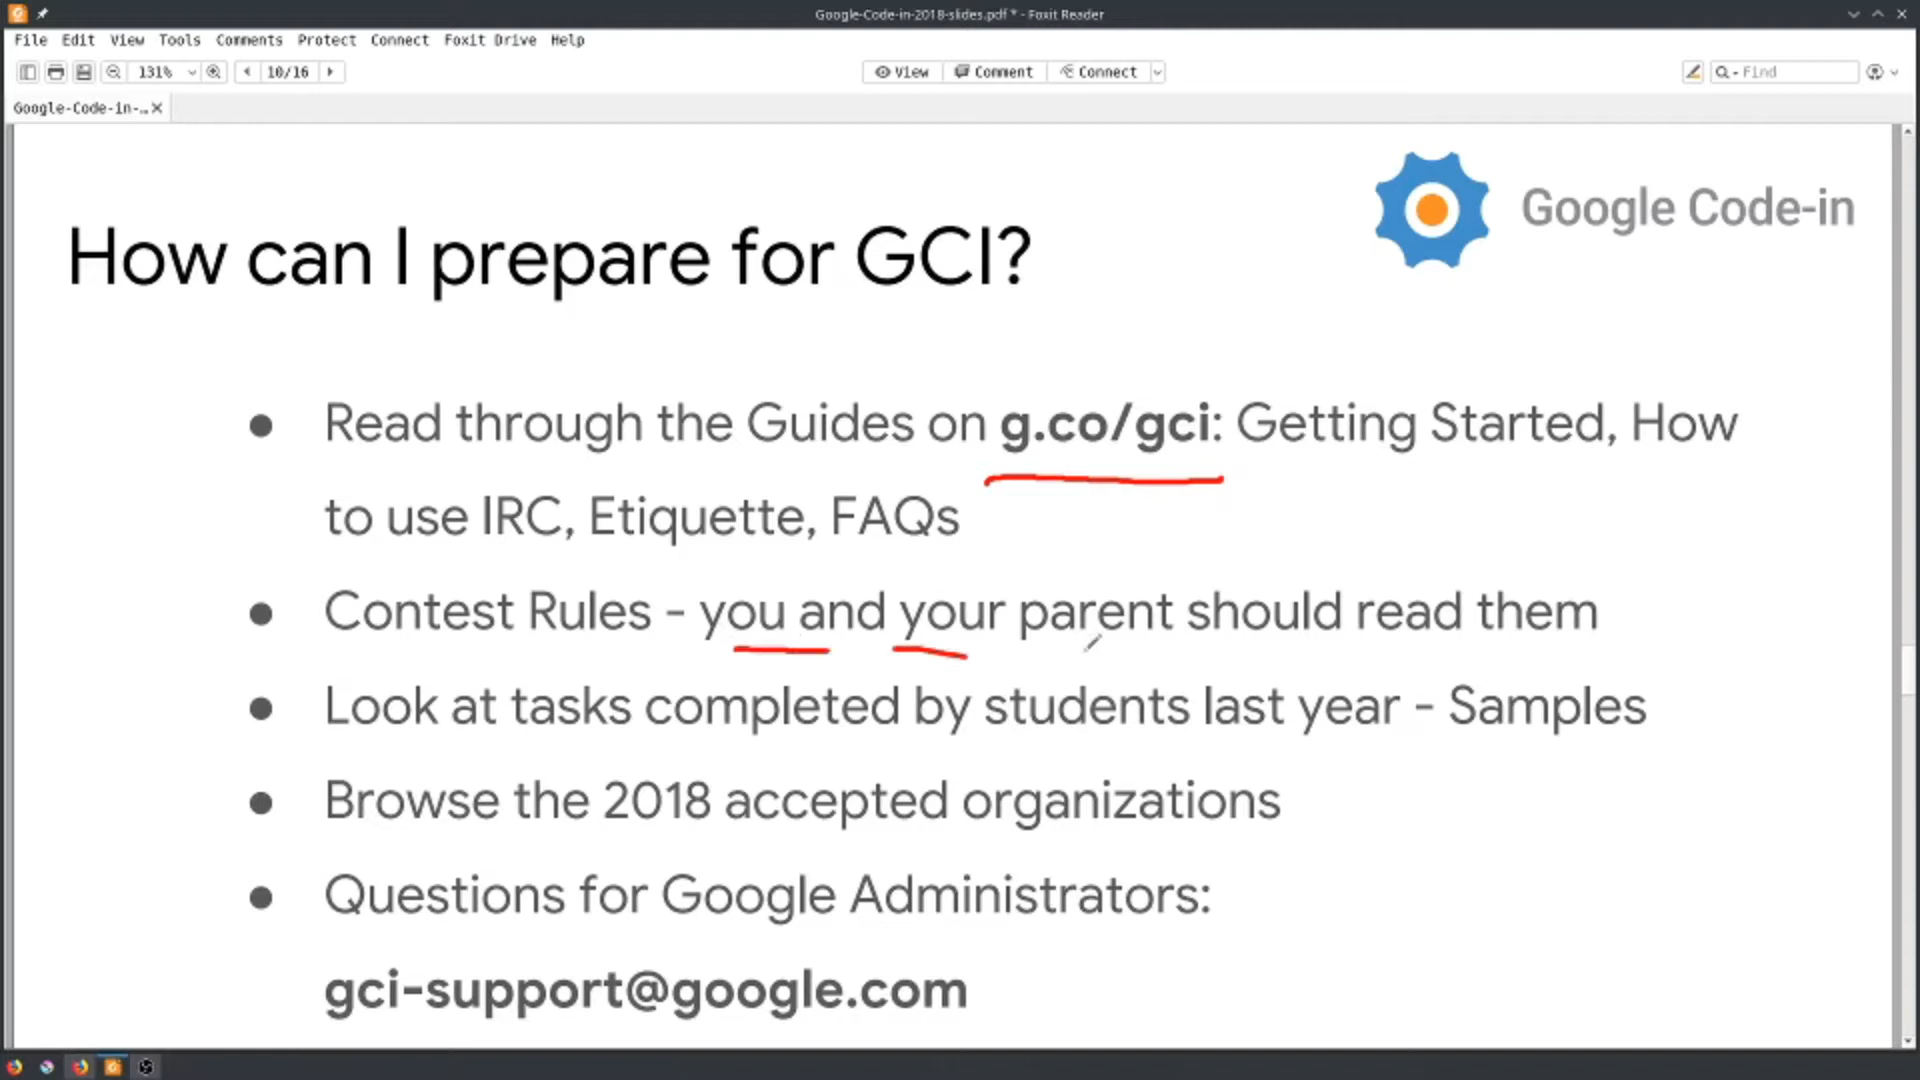 Google-Code-in-2018-slides.pdf * - Foxit Reader
File Edit View Tools Comments Protect Connect Foxit Drive Help
131% 10/16 View Comment Connect Find
Google-Code-in-..
Google Code-in
How can I prepare for GCI?
● Read through the Guides on g.co/gci: Getting Started, How
to use IRC, Etiquette, FAQs
● Contest Rules - you and your parent should read them
● Look at tasks completed by students last year - Samples
● Browse the 2018 accepted organizations
● Questions for Google Administrators:
gci-support@google.com